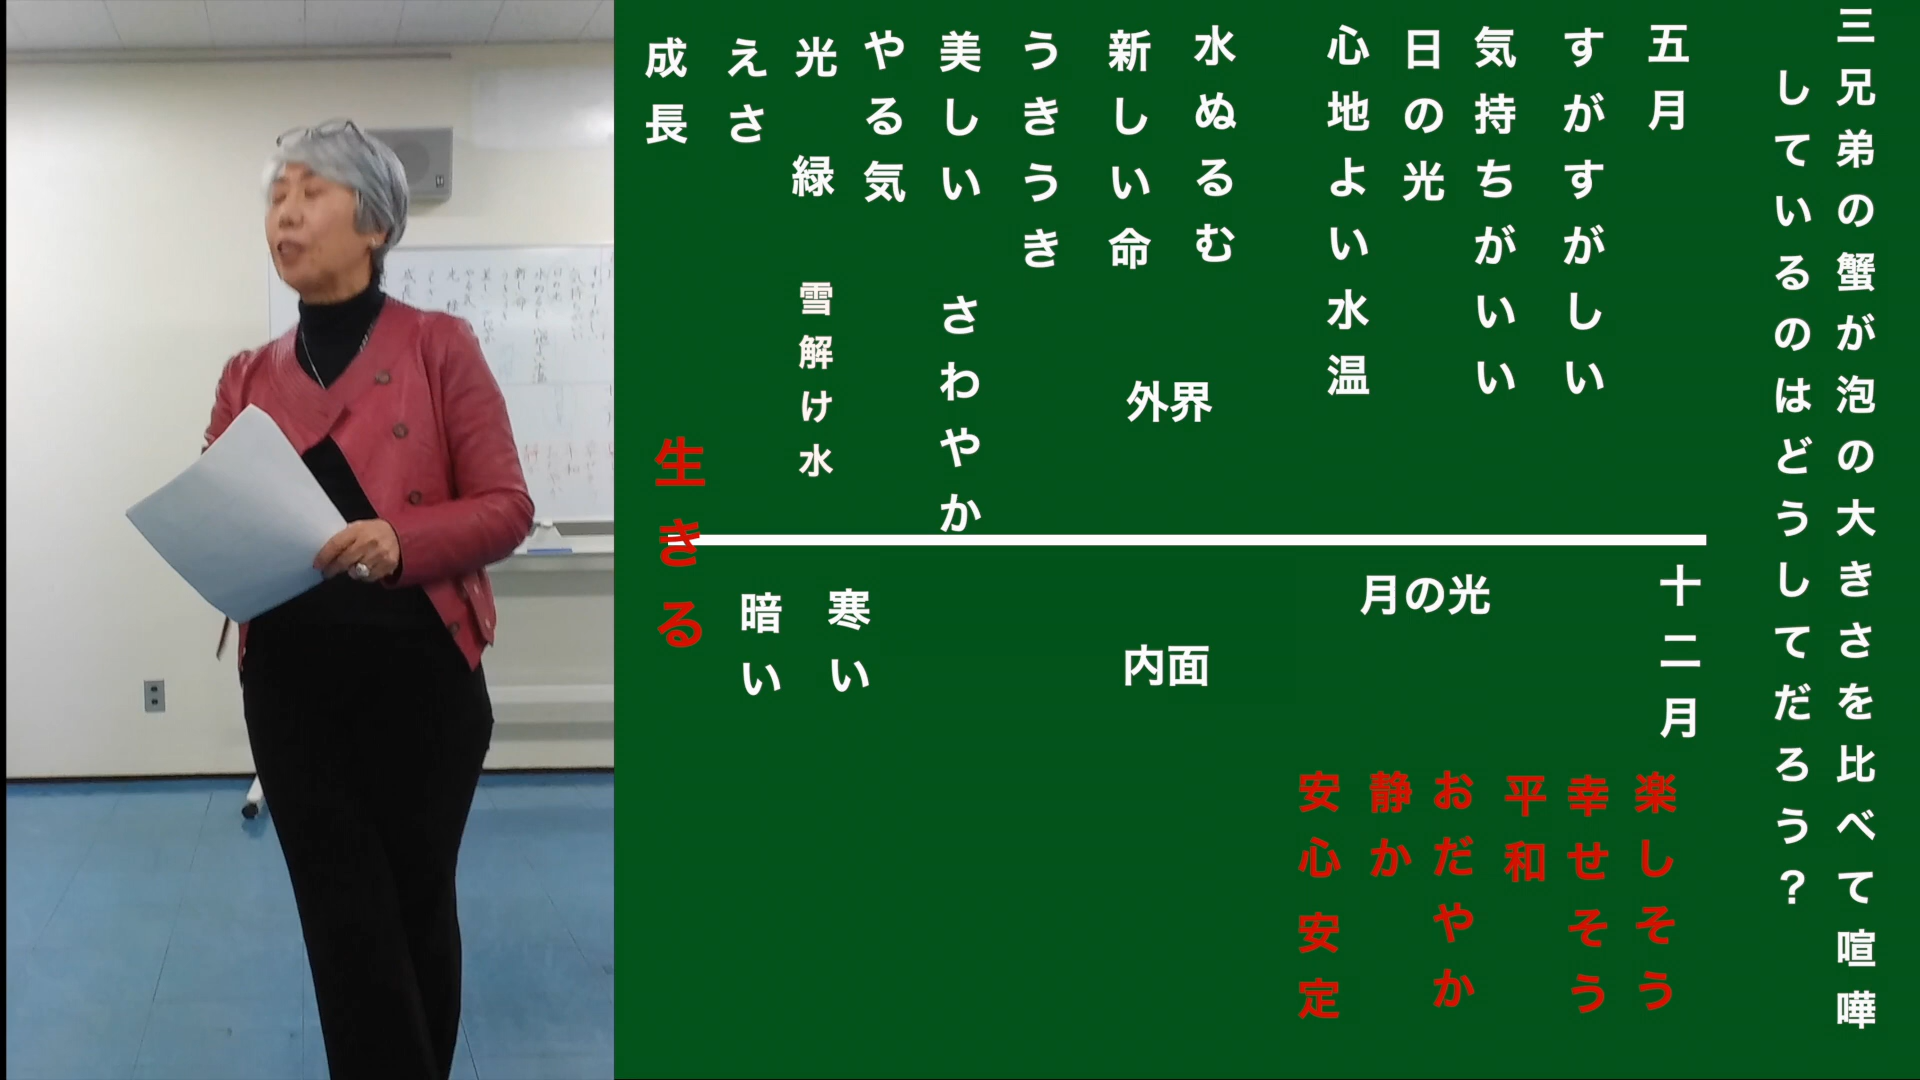 三兄弟の蟹が泡の大きさを比べて喧嘩
しているのはどうしてだろう？
五月
すがすがしい
気持ちがいい
日の光
心地よい水温
水ぬるむ
新しい命
外界
うきうき
美しい さわやか
やる気
光 緑 雪解け水
えさ
成長
生きる
十二月
月の光
内面
寒い
暗い
楽しそう
幸せそう
平和
おだやか
静か
安心 安定